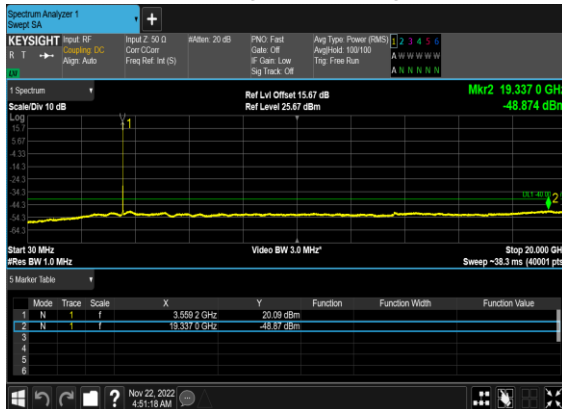 Spectrum Analyzer 1
Swept SA
+
KEYSIGHT Input: RF Input Z: 50 Ω #Atten: 20 dB PNO: Fast Avg Type: Power (RMS) 1 2 3 4 5 6
R T Coupling: DC Corr CCorr Gate: Off Avg|Hold: 100/100 A W W W W W
Align: Auto Freq Ref: Int (S) IF Gain: Low Trig: Free Run
LXI Sig Track: Off A N N N N N
1 Spectrum Ref Lvl Offset 15.67 dB Mkr2 19.337 0 GHz
Scale/Div 10 dB Ref Level 25.67 dBm -48.874 dBm
Log
15.7 1
5.67
-4.33
-14.3
-24.3
-34.3
-44.3 2
-54.3
-64.3
Start 30 MHz Video BW 3.0 MHz* Stop 20.000 GH
#Res BW 1.0 MHz Sweep ~38.3 ms (40001 pts
5 Marker Table
Mode Trace Scale X Y Function Function Width Function Value
1 N 1 f 3.559 2 GHz 20.09 dBm
2 N 1 f 19.337 0 GHz -48.87 dBm
3
4
5
6
? Nov 22, 2022
4:51:18 AM